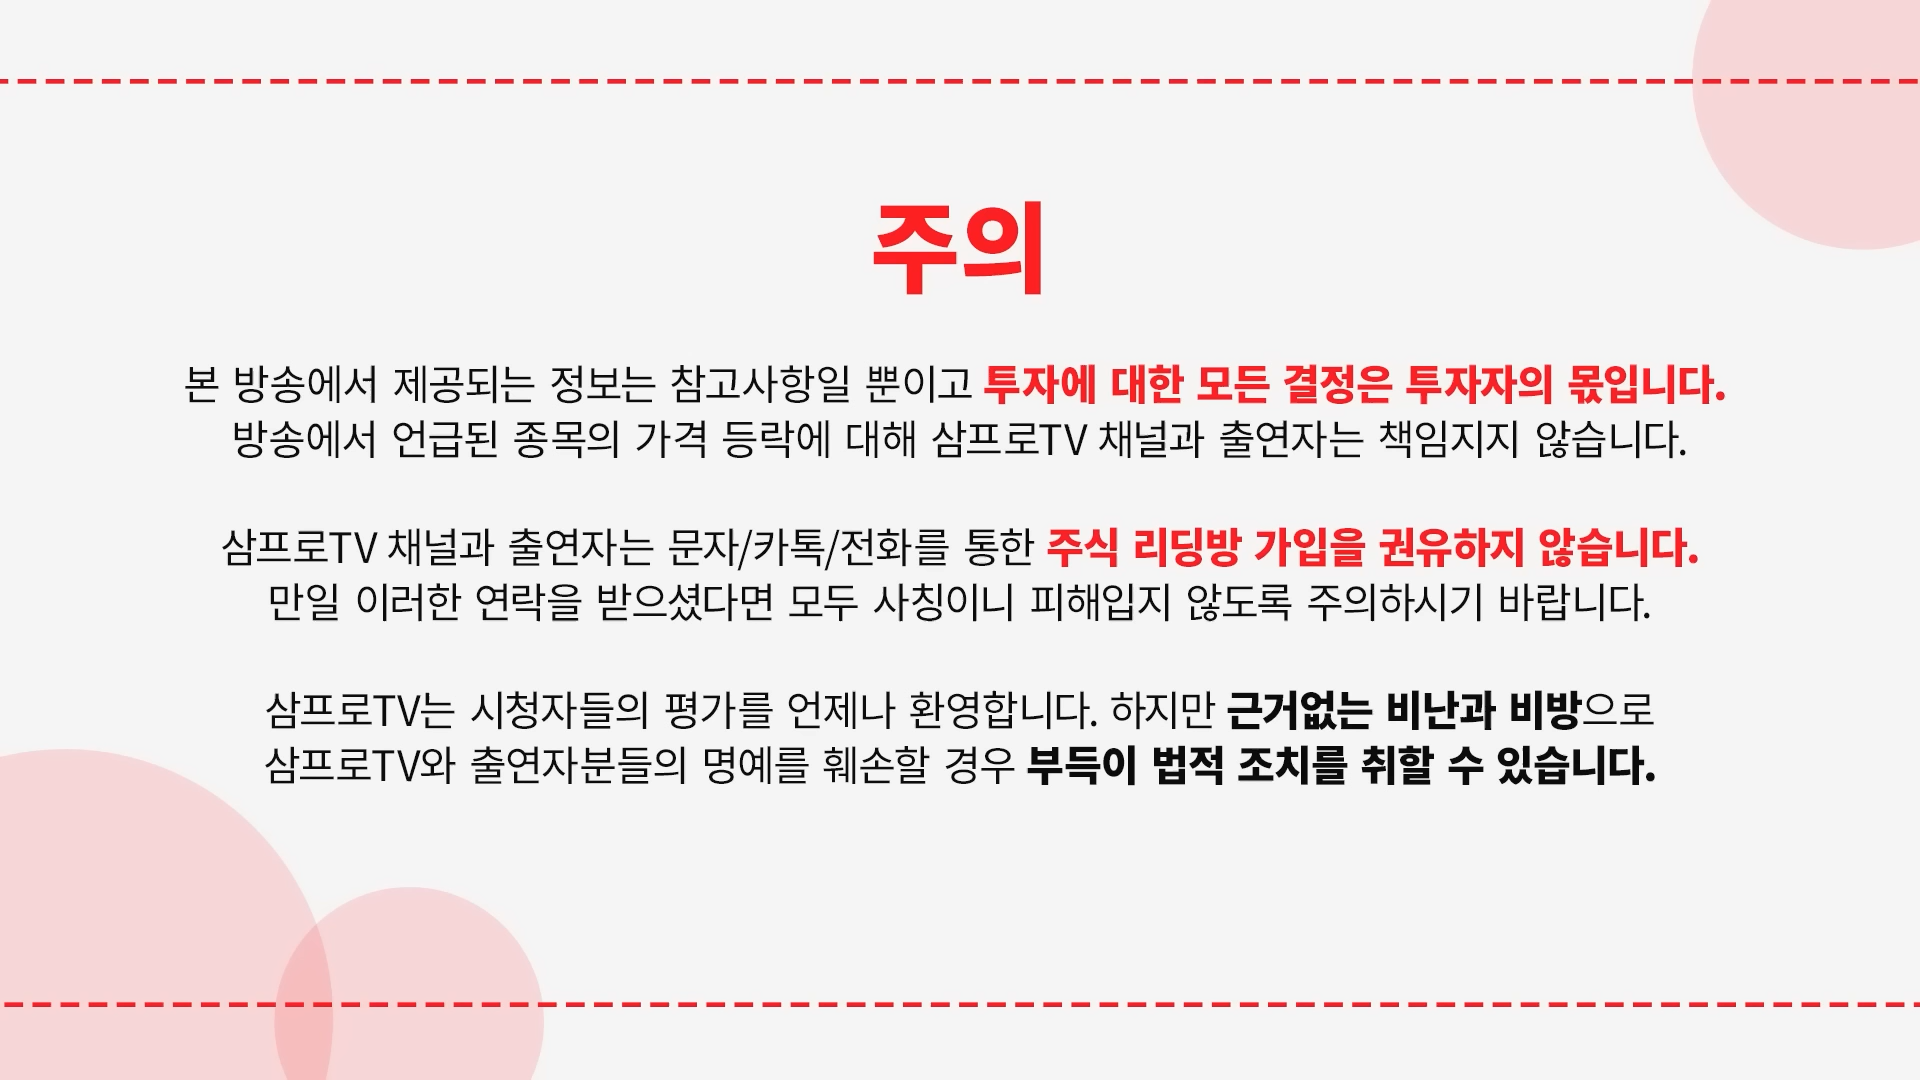 주의
본 방송에서 제공되는 정보는 참고사항일 뿐이고 투자에 대한 모든 결정은 투자자의 몫입니다.
방송에서 언급된 종목의 가격 등락에 대해 삼프로TV 채널과 출연자는 책임지지 않습니다.
삼프로TV 채널과 출연자는 문자/카톡/전화를 통한 주식 리딩방 가입을 권유하지 않습니다.
만일 이러한 연락을 받으셨다면 모두 사칭이니 피해입지 않도록 주의하시기 바랍니다.
삼프로TV는 시청자들의 평가를 언제나 환영합니다. 하지만 근거없는 비난과 비방으로
삼프로TV와 출연자분들의 명예를 훼손할 경우 부득이 법적 조치를 취할 수 있습니다.